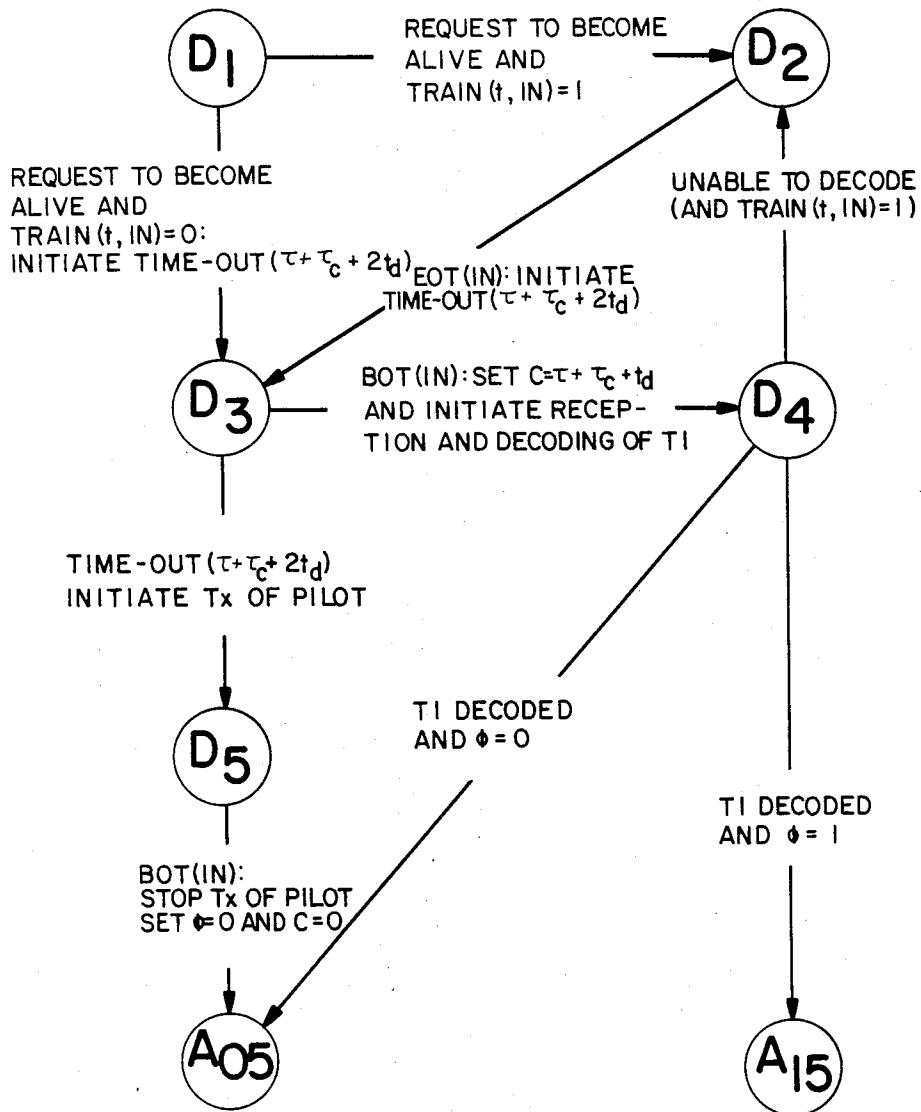 D1
REQUEST TO BECOME
ALIVE AND
TRAIN(t, IN)=1
D2
REQUEST TO BECOME
ALIVE AND
TRAIN(t, IN)=0:
INITIATE TIME-OUT(τ+τc+2td)
UNABLE TO DECODE
(AND TRAIN(t, IN)=1)
EOT(IN): INITIATE
TIME-OUT(τ+τc+2td)
D3
BOT(IN): SET C=τ+τc+td
AND INITIATE RECEP-
TION AND DECODING OF TI
D4
TIME-OUT(τ+τc+2td)
INITIATE Tx OF PILOT
D5
TI DECODED
AND Φ=0
TI DECODED
AND Φ=1
BOT(IN):
STOP Tx OF PILOT
SET Φ=0 AND C=0
A05
A15